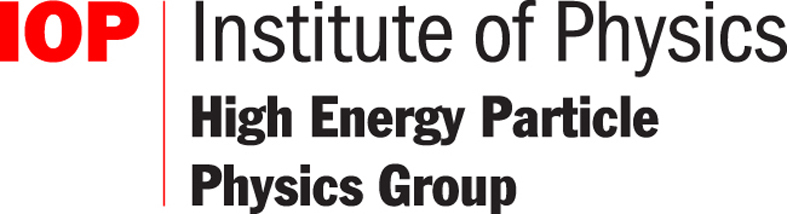 IOP Institute of Physics
High Energy Particle
Physics Group